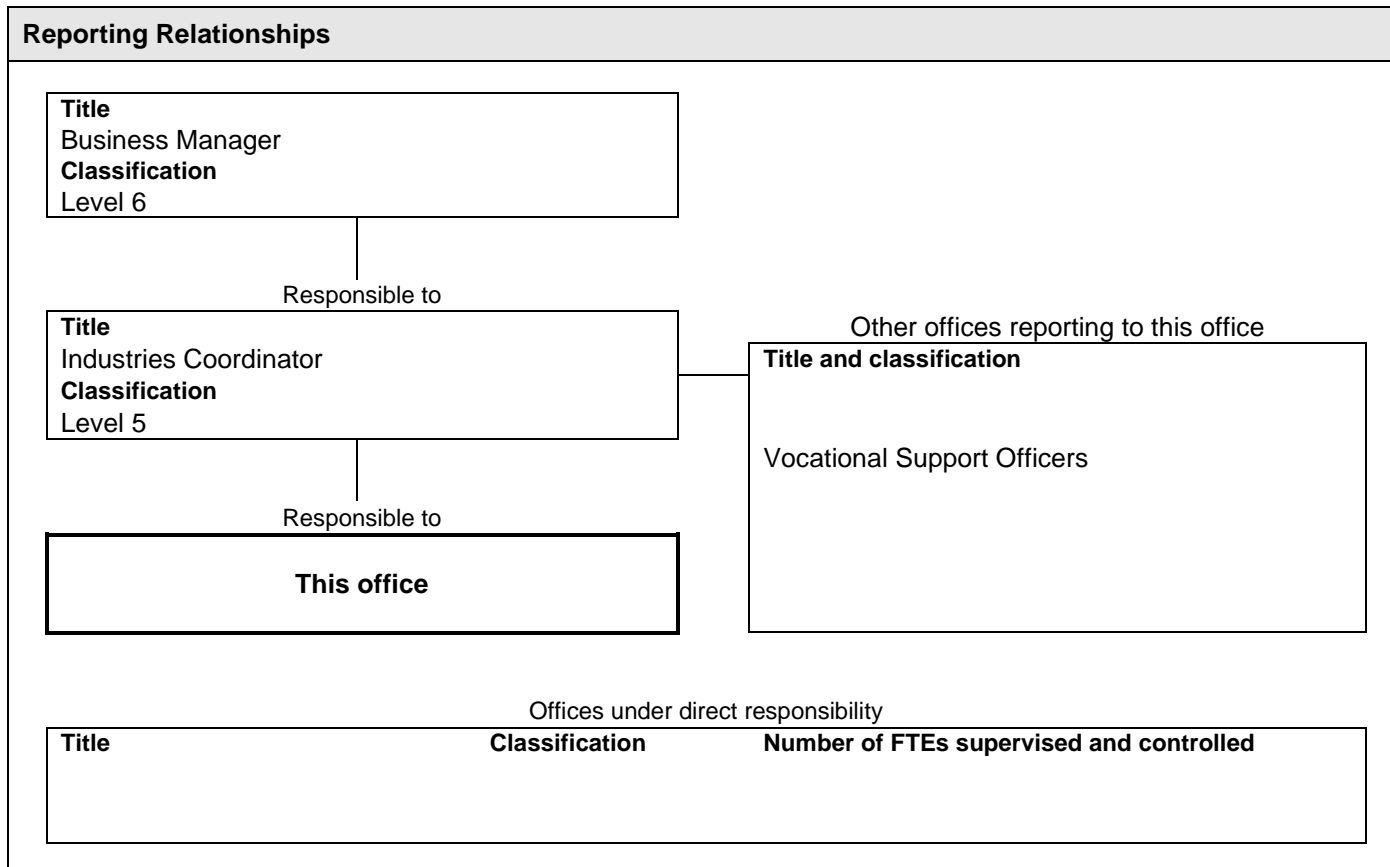 Reporting Relationships
Title
Business Manager
Classification
Level 6
Responsible to
Title
Industries Coordinator
Classification
Level 5
Other offices reporting to this office
Title and classification
Vocational Support Officers
Responsible to
This office
Offices under direct responsibility
Title Classification Number of FTEs supervised and controlled